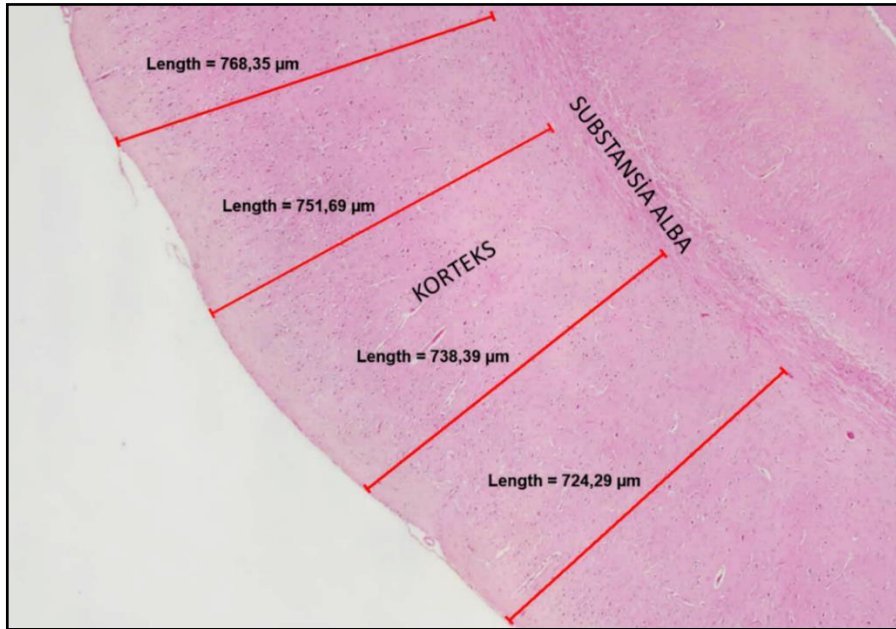 Length = 768,35 µm
SUBSTANSİA ALBA
Length = 751,69 µm
KORTEKS
Length = 738,39 µm
Length = 724,29 µm